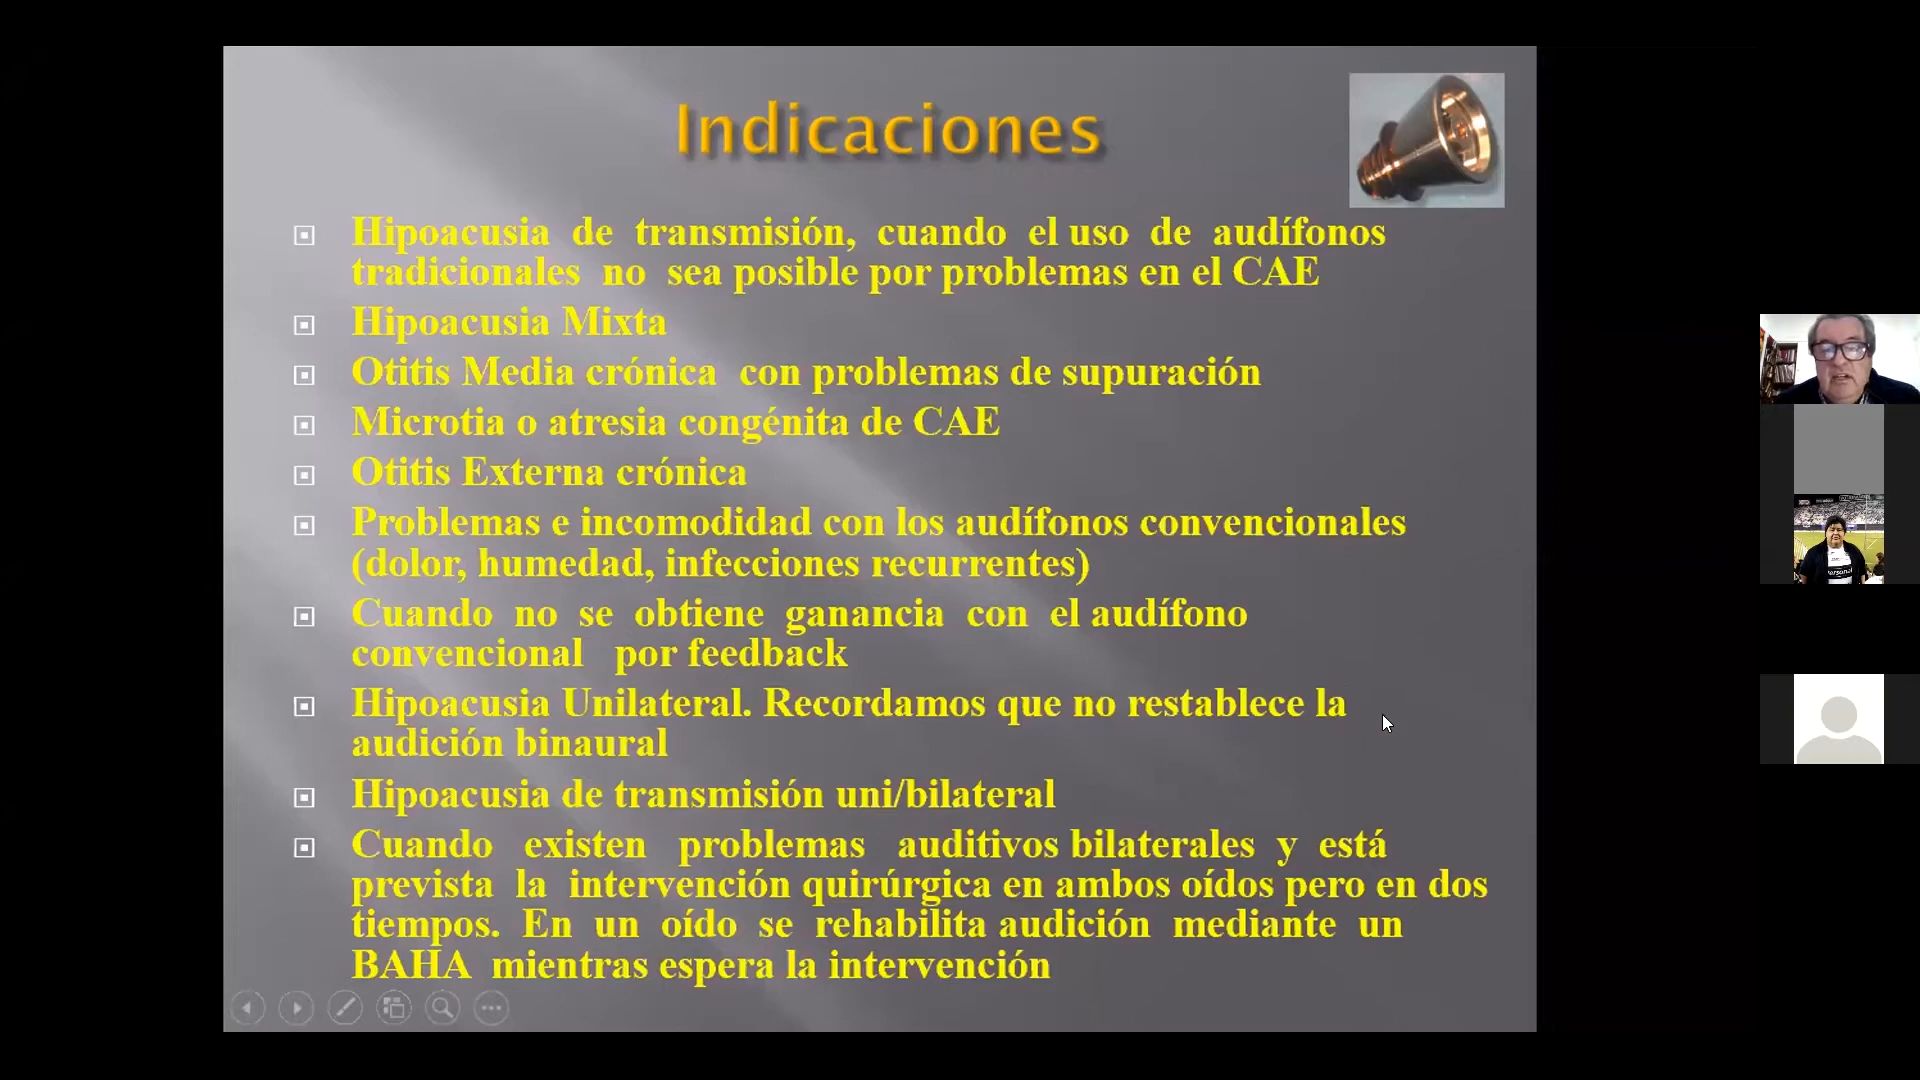 Indicaciones
Hipoacusia de transmisión, cuando el uso de audífonos
tradicionales no sea posible por problemas en el CAE
Hipoacusia Mixta
Otitis Media crónica con problemas de supuración
Microtia o atresia congénita de CAE
Otitis Externa crónica
Problemas e incomodidad con los audífonos convencionales
(dolor, humedad, infecciones recurrentes)
Cuando no se obtiene ganancia con el audífono
convencional por feedback
Hipoacusia Unilateral. Recordamos que no restablece la
audición binaural
Hipoacusia de transmisión uni/bilateral
Cuando existen problemas auditivos bilaterales y está
prevista la intervención quirúrgica en ambos oídos pero en dos
tiempos. En un oído se rehabilita audición mediante un
BAHA mientras espera la intervención